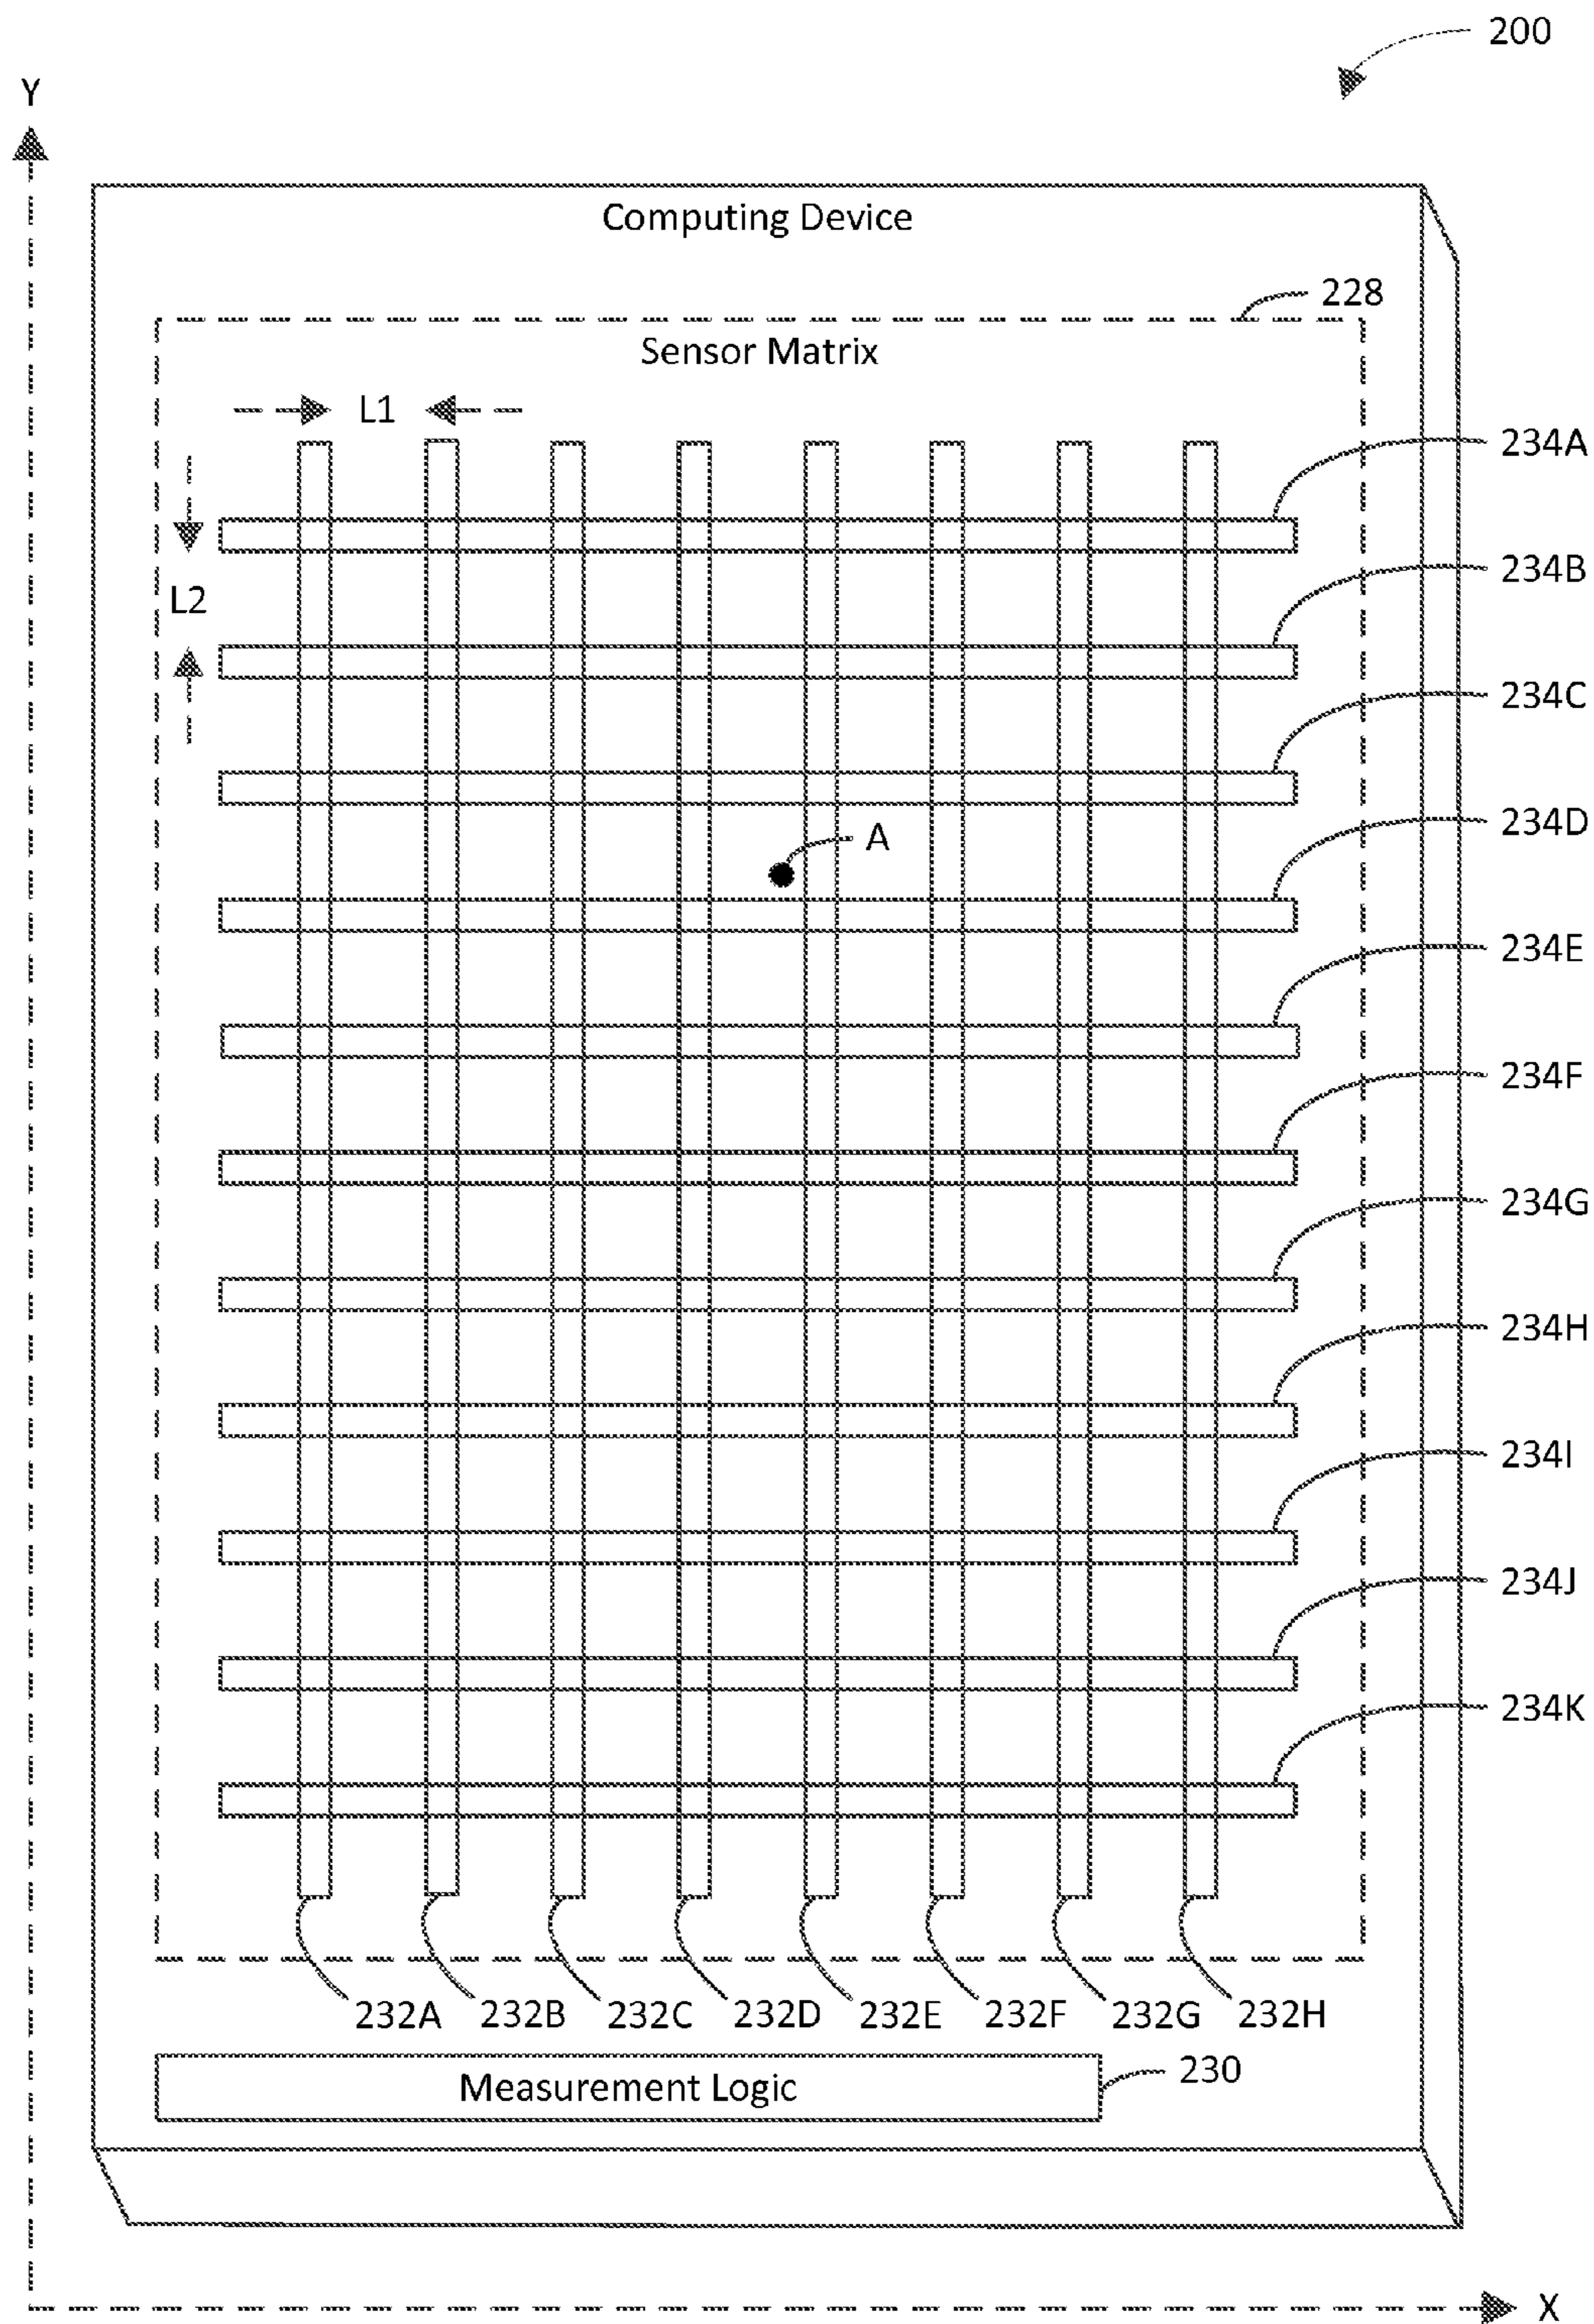 200
Y
Computing Device
228
Sensor Matrix
L1
234A
234B
L2
234C
234D
A
234E
234F
234G
234H
234I
234J
234K
232A 232B 232C 232D 232E 232F 232G 232H
230
Measurement Logic
X